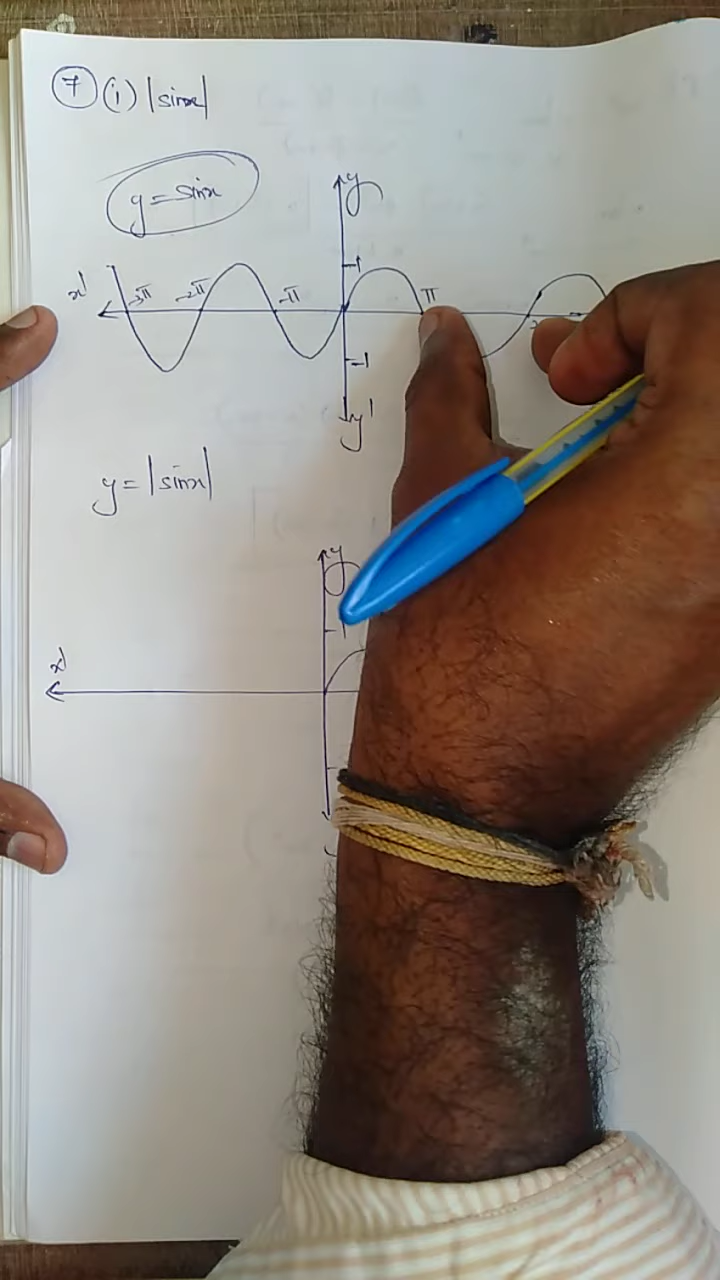 7 (i) |sinx|
y = sinx
y
x' -3π -2π -π 1 π
-1
y'
y = |sinx|
y
x'